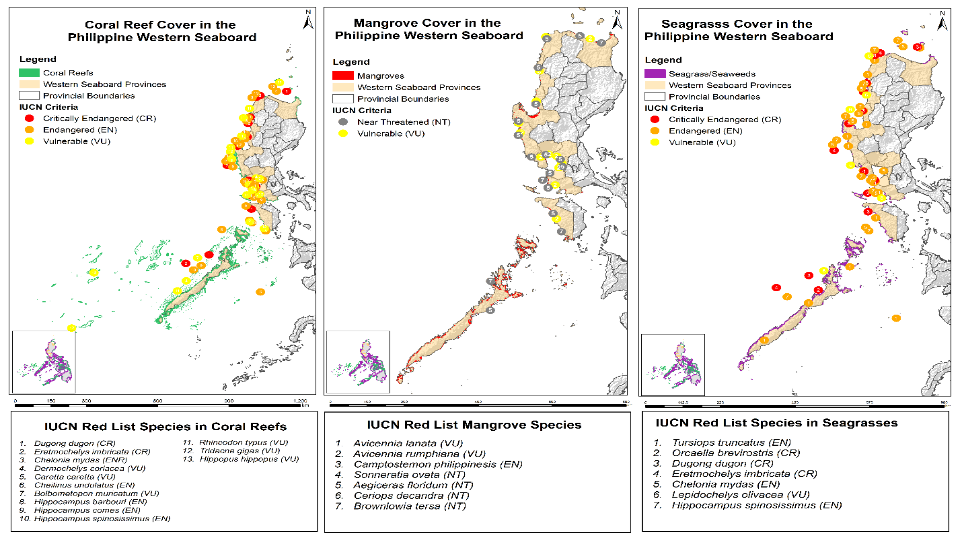 Coral Reef Cover in the
Philippine Western Seaboard
N
Legend
Coral Reefs
Western Seaboard Provinces
Provincial Boundaries
IUCN Criteria
Critically Endangered (CR)
Endangered (EN)
Vulnerable (VU)
IUCN Red List Species in Coral Reefs
1. Dugong dugon (CR)
2. Eretmochelys imbricate (CR)
3. Chelonia mydas (ENR)
4. Dermochelys coriacea (VU)
5. Caretta caretta (VU)
6. Cheilinus undulatus (EN)
7. Bolbometopon muricatum (VU)
8. Hippocampus barbouri (EN)
9. Hippocampus comes (EN)
10. Hippocampus spinosissimus (EN)
11. Rhincodon typus (VU)
12. Tridacna gigas (VU)
13. Hippopus hippopus (VU)
Mangrove Cover in the
Philippine Western Seaboard
N
Legend
Mangroves
Western Seaboard Provinces
Provincial Boundaries
IUCN Criteria
Near Threatened (NT)
Vulnerable (VU)
IUCN Red List Mangrove Species
1 Avicennia lanata (VU)
2. Avicennia rumphiana (VU)
3 Camptostemon philippinensis (EN)
4. Sonneratia ovata (NT)
5. Aegiceras floridum (NT)
6. Ceriops decandra (NT)
7. Brownlowia tersa (NT)
Seagrasss Cover in the
Philippine Western Seaboard
N
Legend
Seagrass/Seaweeds
Western Seaboard Provinces
Provincial Boundaries
IUCN Criteria
Critically Endangered (CR)
Endangered (EN)
Vulnerable (VU)
IUCN Red List Species in Seagrasses
1. Tursiops truncatus (EN)
2. Orcaella brevirostris (CR)
3. Dugong dugon (CR)
4. Eretmochelys imbricata (CR)
5. Chelonia mydas (EN)
6. Lepidochelys olivacea (VU)
7. Hippocampus spinosissimus (EN)